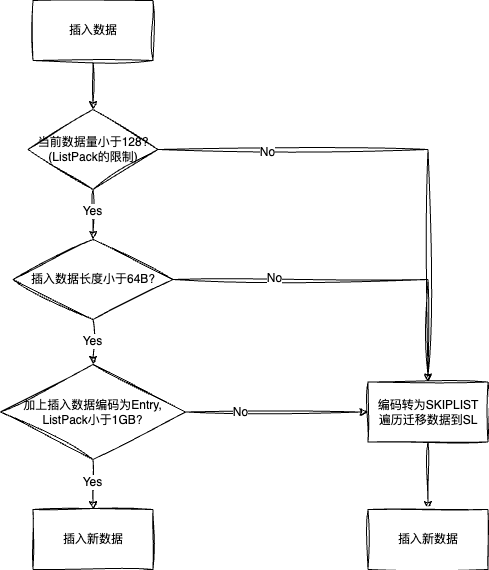 插入数据
当前数据量小于128?
(ListPack的限制)
No
Yes
插入数据长度小于64B?
No
Yes
加上插入数据编码为Entry,
ListPack小于1GB?
No
编码转为SKIPLIST
遍历迁移数据到SL
Yes
插入新数据
插入新数据